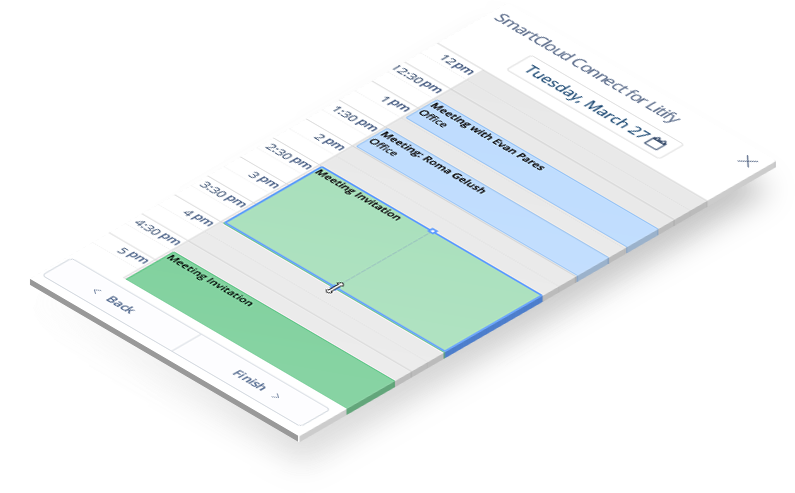 SmartCloud Connect for Litify
Tuesday, March 27
12pm
12:30 pm
1 pm
1:30 pm
2 pm
2:30 pm
3 pm
3:30 pm
4 pm
4:30 pm
5 pm
Meeting with Evan Pares
Office
Meeting: Roma Gelush
Office
Meeting Invitation
Meeting Invitation
< Back
Finish >